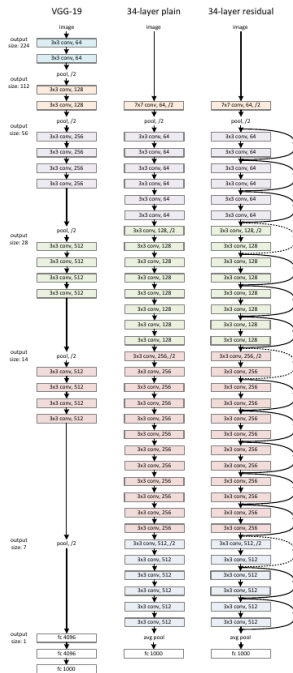 output
size: 224
output
size: 112
output
size: 56
output
size: 28
output
size: 14
output
size: 7
output
size: 1
VGG-19
image
3x3 conv, 64
3x3 conv, 64
pool, /2
3x3 conv, 128
3x3 conv, 128
pool, /2
3x3 conv, 256
3x3 conv, 256
3x3 conv, 256
3x3 conv, 256
pool, /2
3x3 conv, 512
3x3 conv, 512
3x3 conv, 512
3x3 conv, 512
pool, /2
3x3 conv, 512
3x3 conv, 512
3x3 conv, 512
3x3 conv, 512
pool, /2
fc 4096
fc 4096
fc 1000
34-layer plain
image
7x7 conv, 64, /2
pool, /2
3x3 conv, 64
3x3 conv, 64
3x3 conv, 64
3x3 conv, 64
3x3 conv, 64
3x3 conv, 64
3x3 conv, 128, /2
3x3 conv, 128
3x3 conv, 128
3x3 conv, 128
3x3 conv, 128
3x3 conv, 128
3x3 conv, 128
3x3 conv, 128
3x3 conv, 256, /2
3x3 conv, 256
3x3 conv, 256
3x3 conv, 256
3x3 conv, 256
3x3 conv, 256
3x3 conv, 256
3x3 conv, 256
3x3 conv, 256
3x3 conv, 256
3x3 conv, 256
3x3 conv, 256
3x3 conv, 512, /2
3x3 conv, 512
3x3 conv, 512
3x3 conv, 512
3x3 conv, 512
3x3 conv, 512
avg pool
fc 1000
34-layer residual
image
7x7 conv, 64, /2
pool, /2
3x3 conv, 64
3x3 conv, 64
3x3 conv, 64
3x3 conv, 64
3x3 conv, 64
3x3 conv, 64
3x3 conv, 128, /2
3x3 conv, 128
3x3 conv, 128
3x3 conv, 128
3x3 conv, 128
3x3 conv, 128
3x3 conv, 128
3x3 conv, 128
3x3 conv, 256, /2
3x3 conv, 256
3x3 conv, 256
3x3 conv, 256
3x3 conv, 256
3x3 conv, 256
3x3 conv, 256
3x3 conv, 256
3x3 conv, 256
3x3 conv, 256
3x3 conv, 256
3x3 conv, 256
3x3 conv, 512, /2
3x3 conv, 512
3x3 conv, 512
3x3 conv, 512
3x3 conv, 512
3x3 conv, 512
avg pool
fc 1000